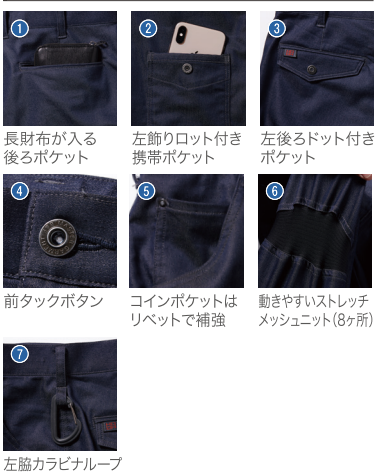 1
2
3
長財布が入る
後ろポケット
左飾りロット付き
携帯ポケット
左後ろドット付き
ポケット
4
5
6
前タックボタン
コインポケットは
リベットで補強
動きやすいストレッチ
メッシュニット(8ヶ所)
7
左脇カラビナループ